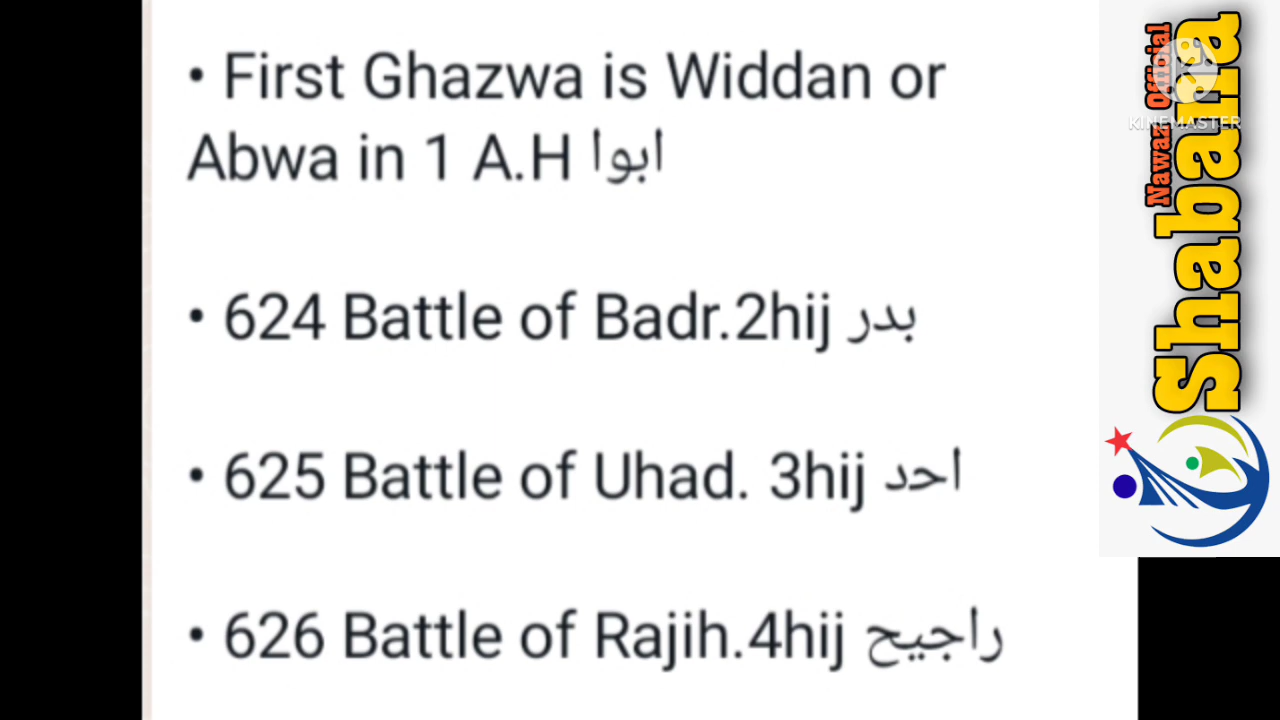 • First Ghazwa is Widdan or
Abwa in 1 A.H ابوا
• 624 Battle of Badr.2hij بدر
• 625 Battle of Uhad. 3hij احد
• 626 Battle of Rajih.4hij راجيح
Nawaz Official
Shabana
KINEMASTER